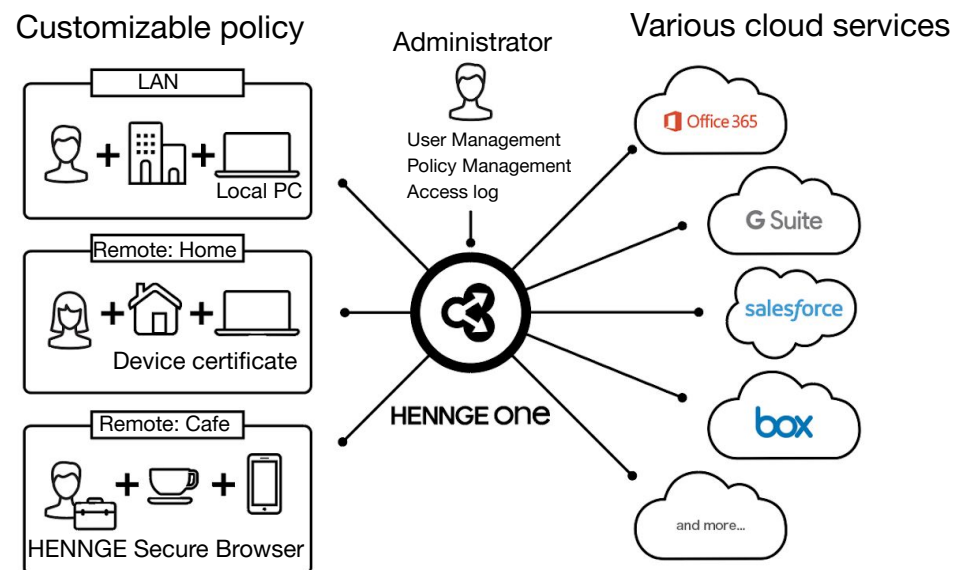 Customizable policy
Administrator
Various cloud services
LAN
Local PC
Remote: Home
Device certificate
Remote: Cafe
HENNGE Secure Browser
User Management
Policy Management
Access log
HENNGE one
Office 365
G Suite
salesforce
box
and more...